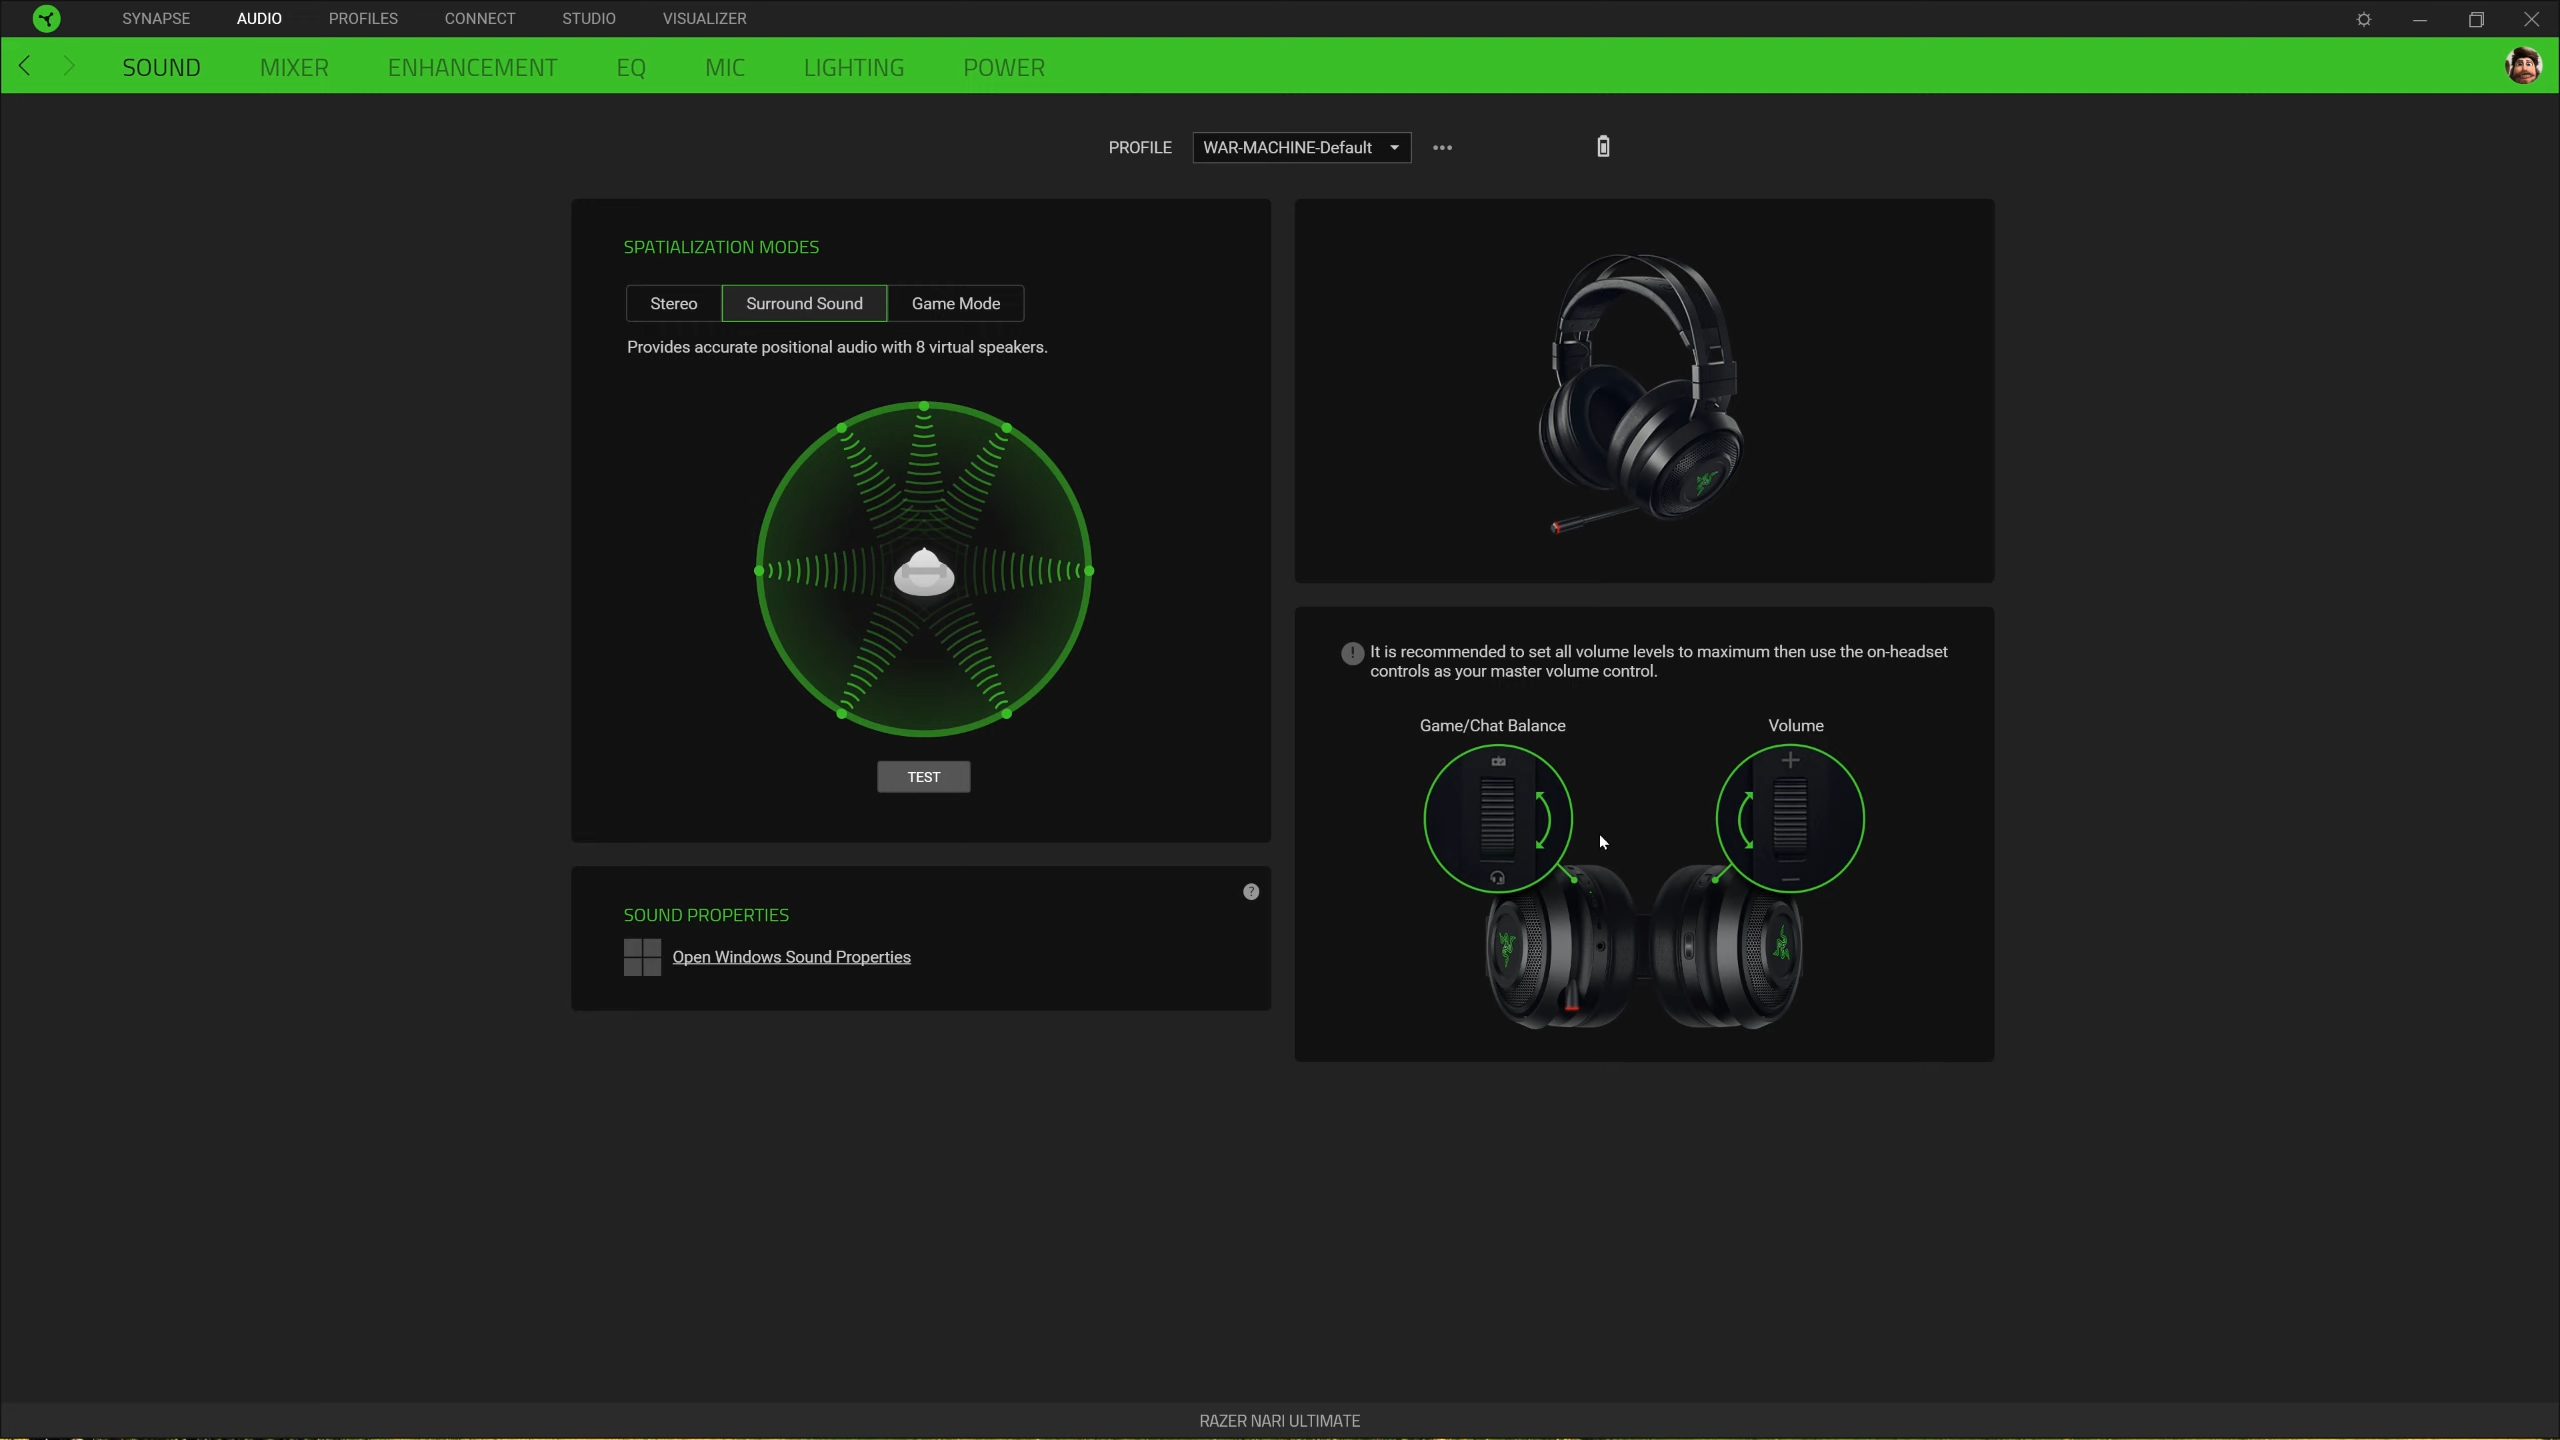 SYNAPSE AUDIO PROFILES CONNECT STUDIO VISUALIZER
SOUND MIXER ENHANCEMENT EQ MIC LIGHTING POWER
PROFILE WAR-MACHINE-Default
SPATIALIZATION MODES
Stereo Surround Sound Game Mode
Provides accurate positional audio with 8 virtual speakers.
TEST
SOUND PROPERTIES
?
Open Windows Sound Properties
! It is recommended to set all volume levels to maximum then use the on-headset
controls as your master volume control.
Game/Chat Balance Volume
RAZER NARI ULTIMATE